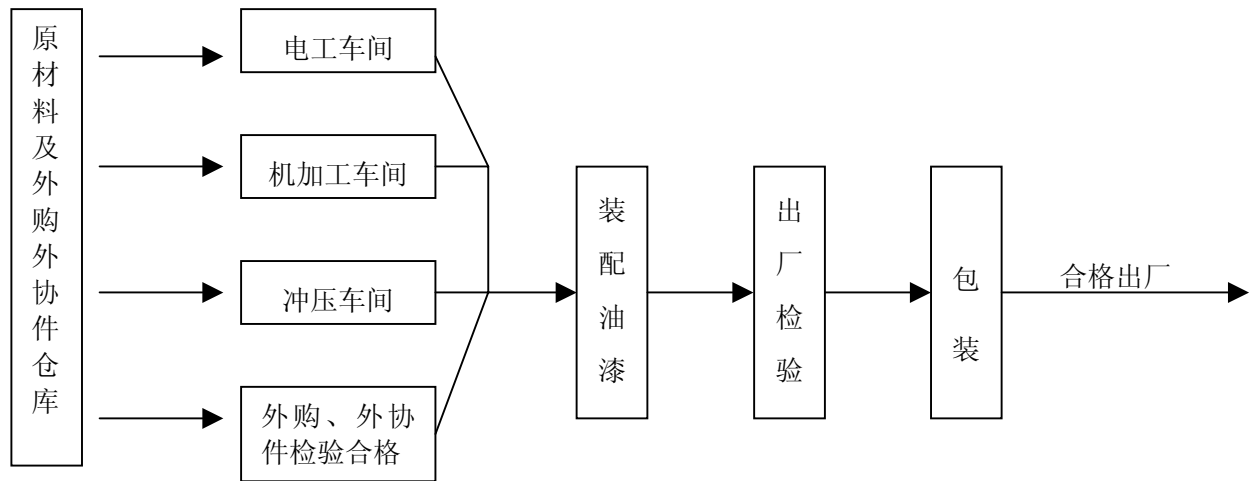 原材料及外购外协件仓库
电工车间
机加工车间
冲压车间
外购、外协
件检验合格
装配油漆
出厂检验
包装
合格出厂